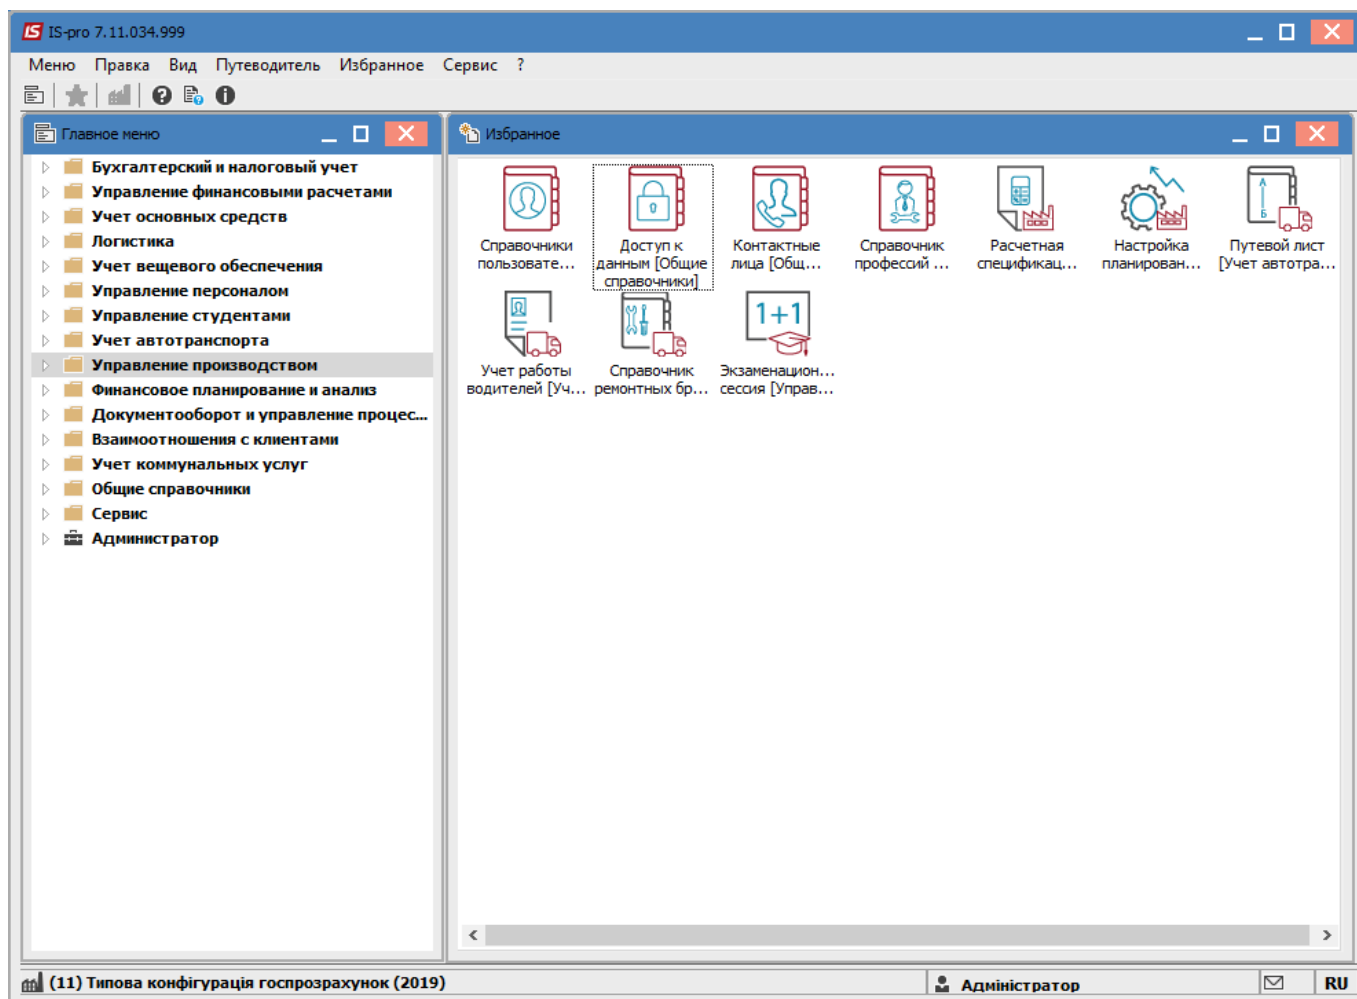 IS IS-pro 7.11.034.999
Меню Правка Вид Путеводитель Избранное Сервис ?
Главное меню
Бухгалтерский и налоговый учет
Управление финансовыми расчетами
Учет основных средств
Логистика
Учет вещевого обеспечения
Управление персоналом
Управление студентами
Учет автотранспорта
Управление производством
Финансовое планирование и анализ
Документооборот и управление процес...
Взаимоотношения с клиентами
Учет коммунальных услуг
Общие справочники
Сервис
Администратор
Избранное
Справочники
пользовате...
Доступ к
данным [Общие
справочники]
Контактные
лица [Общ...
Справочник
профессий ...
Расчетная
спецификац...
Настройка
планирован...
А
Б
Путевой лист
[Учет автотра...
Учет работы
водителей [Уч...
Справочник
ремонтных бр...
1+1
Экзаменацион...
сессия [Управ...
(11) Типова конфігурація госпрозрахунок (2019)
Адміністратор
RU